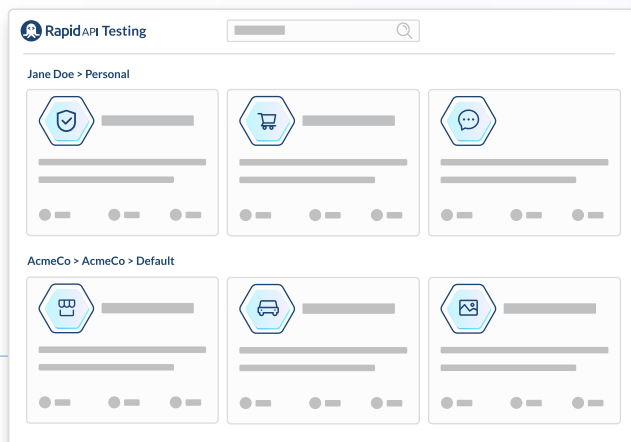 Rapid API Testing
Jane Doe > Personal
AcmeCo > AcmeCo > Default